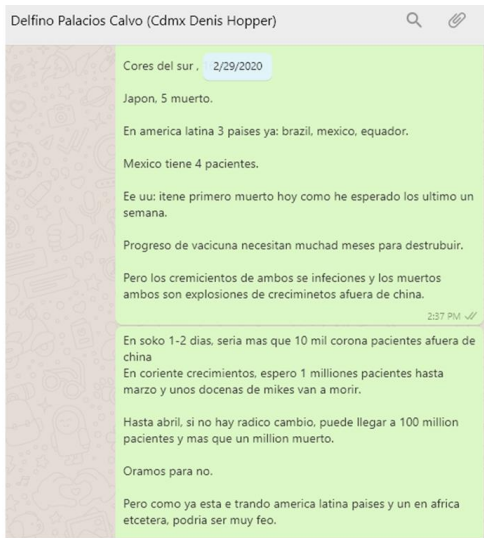 Delfino Palacios Calvo (Cdmx Denis Hopper)
Cores del sur , 2/29/2020
Japon, 5 muerto.
En america latina 3 paises ya: brazil, mexico, equador.
Mexico tiene 4 pacientes.
Ee uu: itene primero muerto hoy como he esperado los ultimo un
semana.
Progreso de vacicuna necesitan muchad meses para destrubuir.
Pero los cremicientos de ambos se infeciones y los muertos
ambos son explosiones de creciminetos afuera de china.
2:37 PM
En soko 1-2 dias, seria mas que 10 mil corona pacientes afuera de
china
En coriente crecimientos, espero 1 milliones pacientes hasta
marzo y unos docenas de mikes van a morir.
Hasta abril, si no hay radico cambio, puede llegar a 100 million
pacientes y mas que un million muerto.
Oramos para no.
Pero como ya esta e trando america latina paises y un en africa
etcetera, podria ser muy feo.